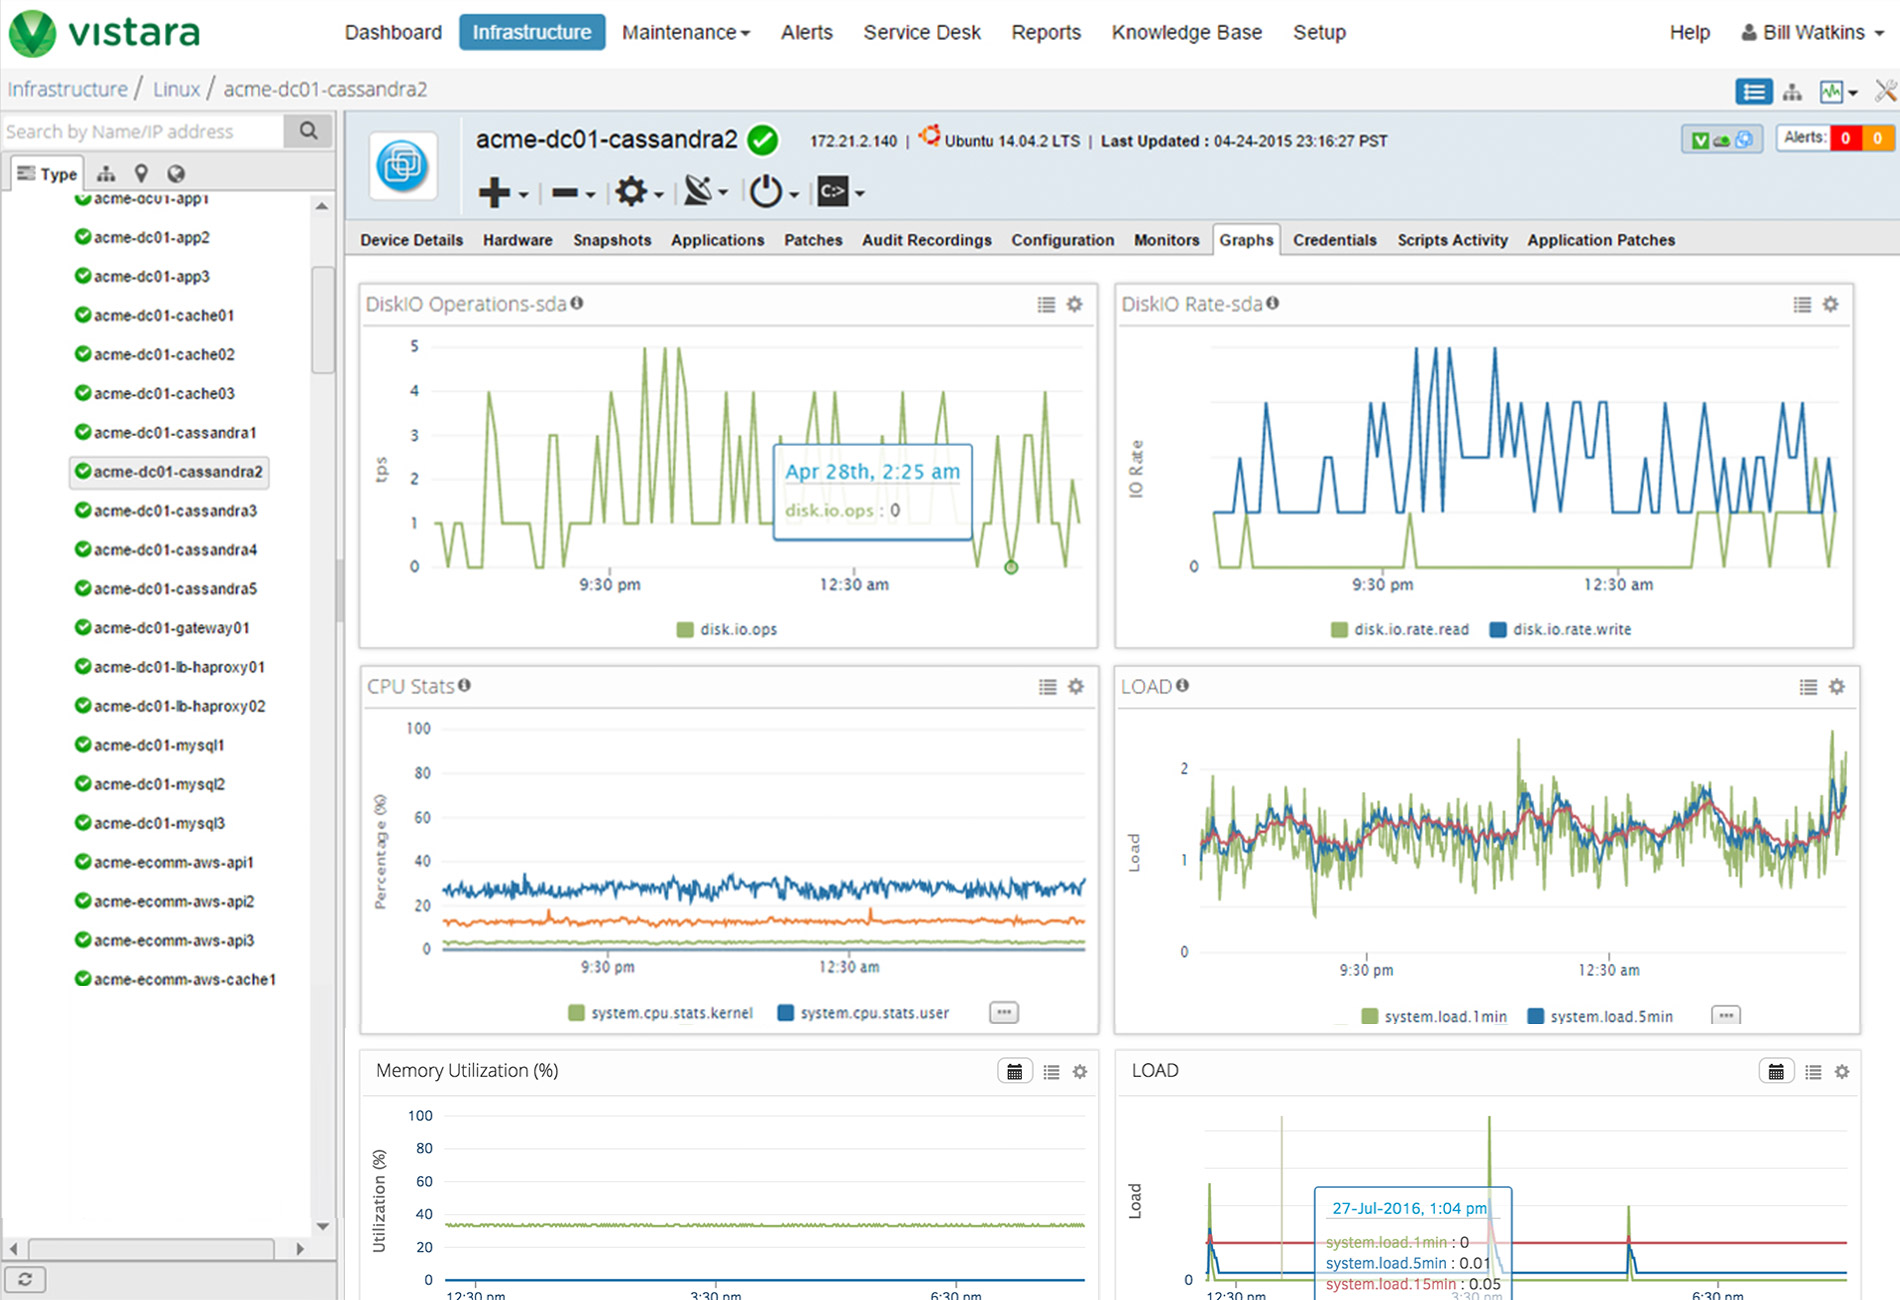 vistara
Dashboard Infrastructure Maintenance Alerts Service Desk Reports Knowledge Base Setup Help Bill Watkins
Infrastructure / Linux / acme-dc01-cassandra2
Search by Name/IP address
Type
acme-dc01-app1
acme-dc01-app2
acme-dc01-app3
acme-dc01-cache01
acme-dc01-cache02
acme-dc01-cache03
acme-dc01-cassandra1
acme-dc01-cassandra2
acme-dc01-cassandra3
acme-dc01-cassandra4
acme-dc01-cassandra5
acme-dc01-gateway01
acme-dc01-lb-haproxy01
acme-dc01-lb-haproxy02
acme-dc01-mysql1
acme-dc01-mysql2
acme-dc01-mysql3
acme-ecomm-aws-api1
acme-ecomm-aws-api2
acme-ecomm-aws-api3
acme-ecomm-aws-cache1
acme-dc01-cassandra2 172.21.2.140 | Ubuntu 14.04.2 LTS | Last Updated : 04-24-2015 23:16:27 PST
V
Alerts: 0 0
C:>
Device Details Hardware Snapshots Applications Patches Audit Recordings Configuration Monitors Graphs Credentials Scripts Activity Application Patches
DiskIO Operations-sda
5
4
3
2
1
0
tps
Apr 28th, 2:25 am
disk.io.ops : 0
9:30 pm 12:30 am
disk.io.ops
DiskIO Rate-sda
IO Rate
0
9:30 pm 12:30 am
disk.io.rate.read disk.io.rate.write
CPU Stats
100
80
60
40
20
0
Percentage (%)
9:30 pm 12:30 am
system.cpu.stats.kernel system.cpu.stats.user ...
LOAD
2
1
0
Load
9:30 pm 12:30 am
system.load.1min system.load.5min ...
Memory Utilization (%)
100
80
60
40
20
0
Utilization (%)
12:30 pm 3:30 pm 6:30 pm
LOAD
Load
0
27-Jul-2016, 1:04 pm
system.load.1min : 0
system.load.5min : 0.01
system.load.15min : 0.05
12:30 pm 3:30 pm 6:30 pm